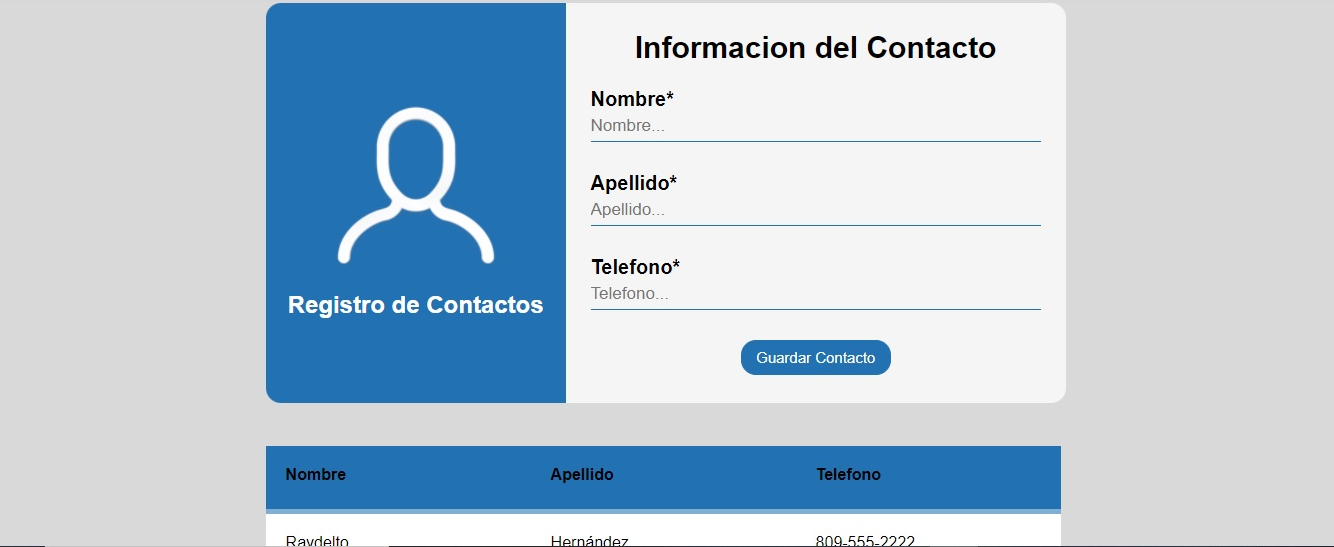 Informacion del Contacto
Nombre*
Nombre...
Apellido*
Apellido...
Telefono*
Telefono...
Registro de Contactos
Guardar Contacto
Nombre Apellido Telefono
Raydelto Hernández 809-555-2222